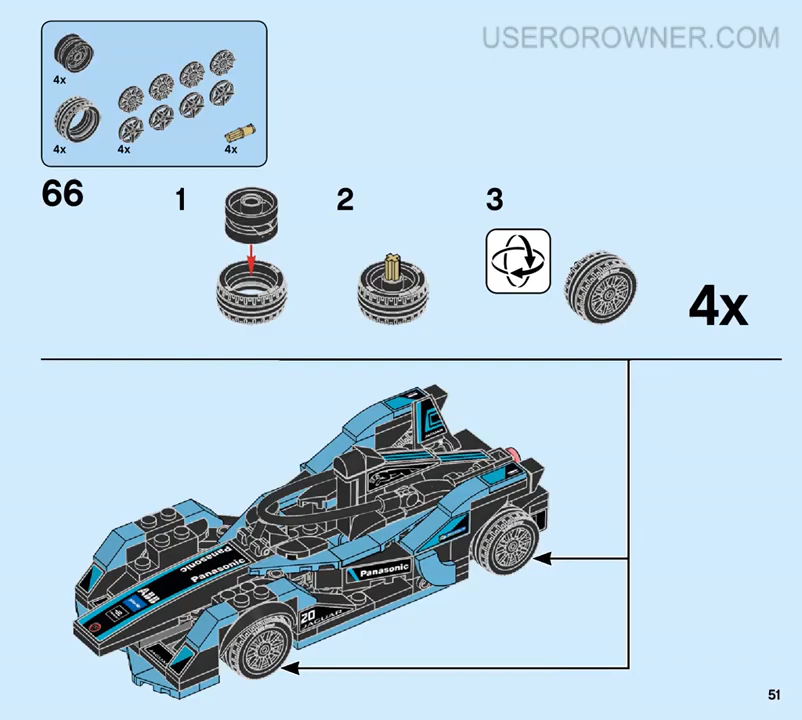 USEROROWNER.COM
4x
4x
4x
4x
66
1
2
3
4x
Panasonic
Panasonic
ABB
Panasonic
20
JAGUAR
51